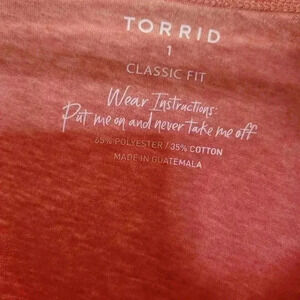 TORRID
1
CLASSIC FIT
Wear Instructions:
Put me on and never take me off
65% POLYESTER / 35% COTTON
MADE IN GUATEMALA